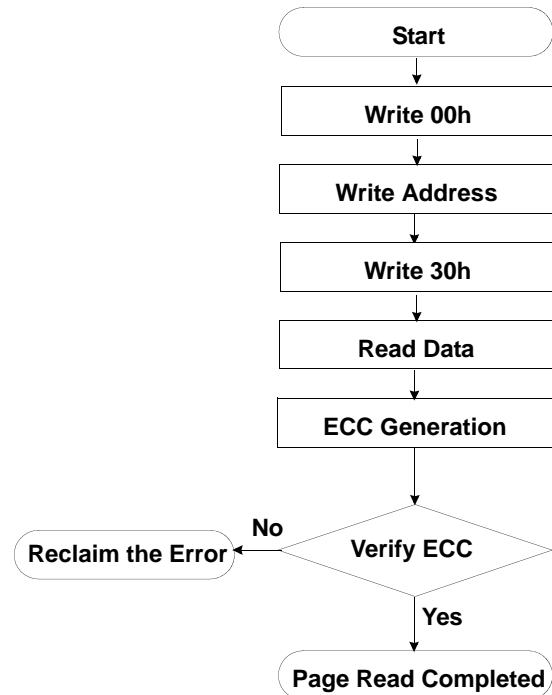 Start
Write 00h
Write Address
Write 30h
Read Data
ECC Generation
No
Reclaim the Error
Verify ECC
Yes
Page Read Completed